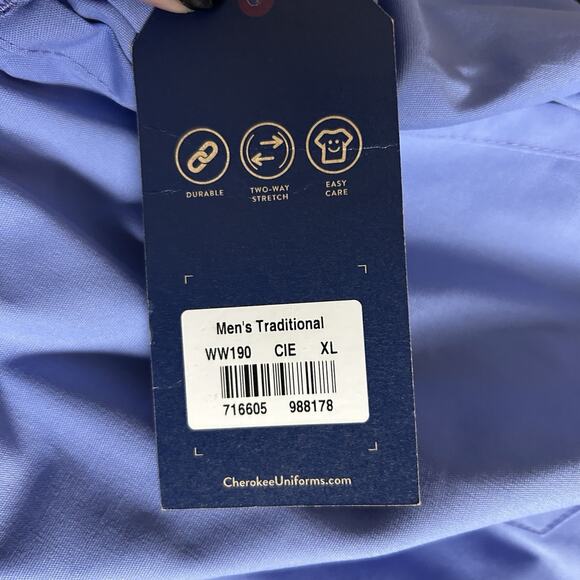 DURABLE
TWO-WAY
STRETCH
EASY
CARE
Men's Traditional
WW190 CIE XL
716605 988178
CherokeeUniforms.com